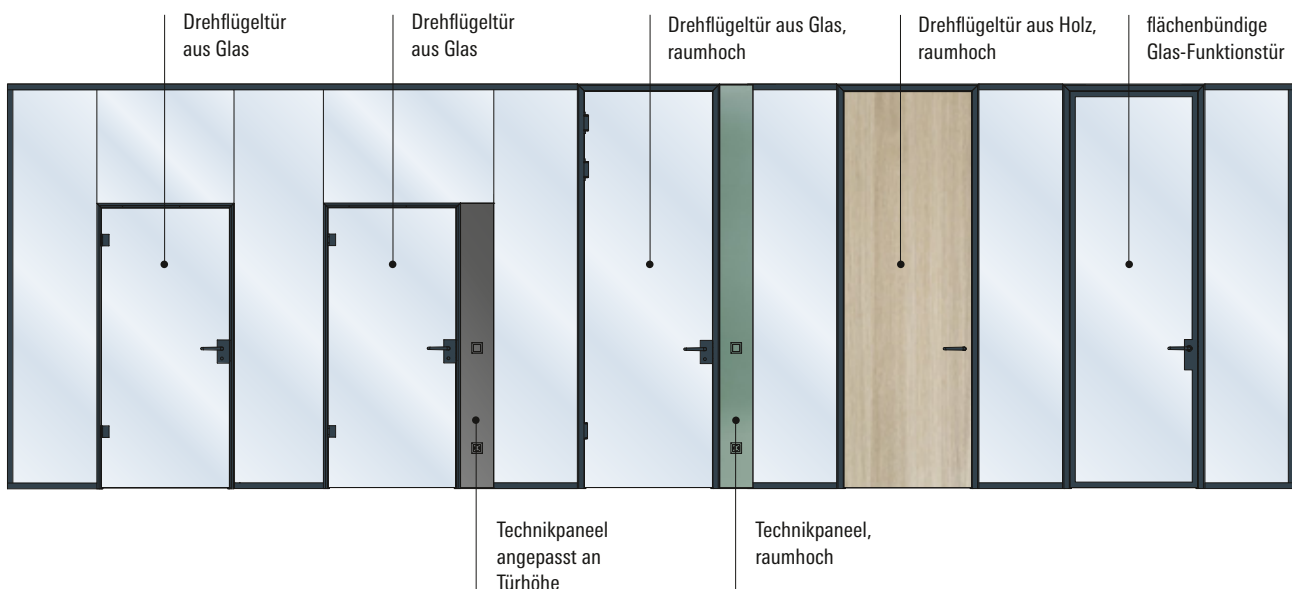 Drehflügeltür
aus Glas
Drehflügeltür
aus Glas
Drehflügeltür aus Glas,
raumhoch
Drehflügeltür aus Holz,
raumhoch
flächenbündige
Glas-Funktionstür
Technikpaneel
angepasst an
Türhöhe
Technikpaneel,
raumhoch